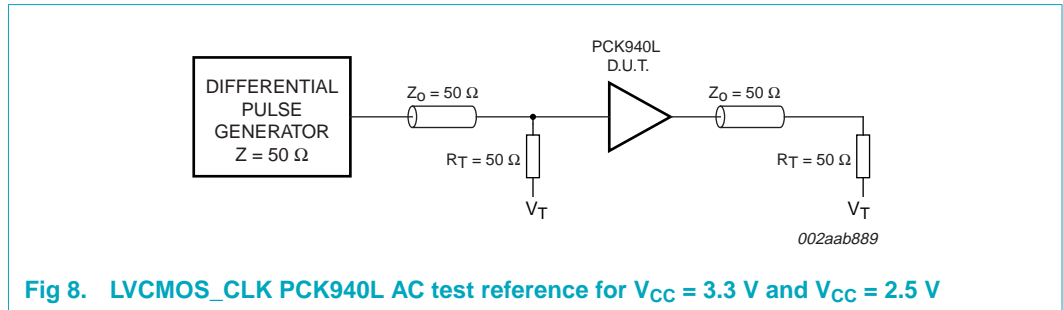 PCK940L
D.U.T.
DIFFERENTIAL
PULSE
GENERATOR
Z = 50 Ω
ZO = 50 Ω
RT = 50 Ω
VT
ZO = 50 Ω
RT = 50 Ω
VT
002aab889
Fig 8. LVCMOS_CLK PCK940L AC test reference for VCC = 3.3 V and VCC = 2.5 V